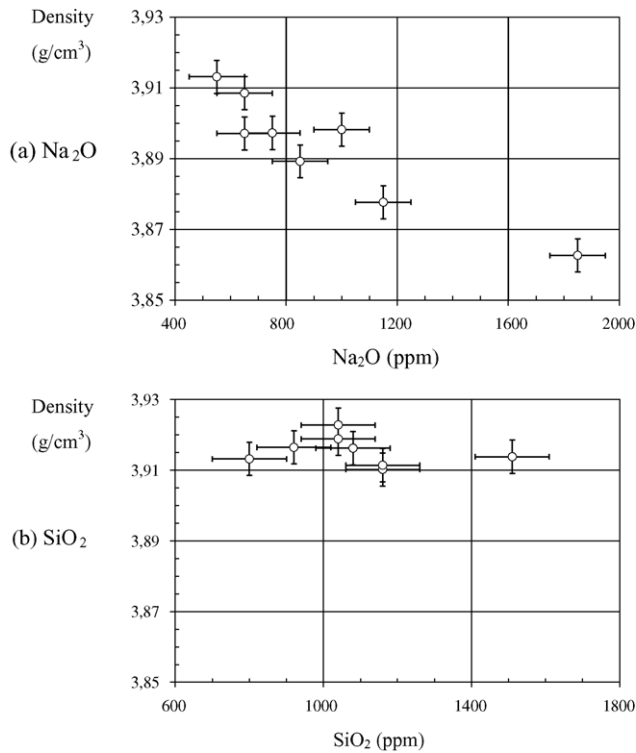 Density
(g/cm³)
(a) Na₂O
3,93
3,91
3,89
3,87
3,85
400 800 1200 1600 2000
Na₂O (ppm)
Density
(g/cm³)
(b) SiO₂
3,93
3,91
3,89
3,87
3,85
600 1000 1400 1800
SiO₂ (ppm)